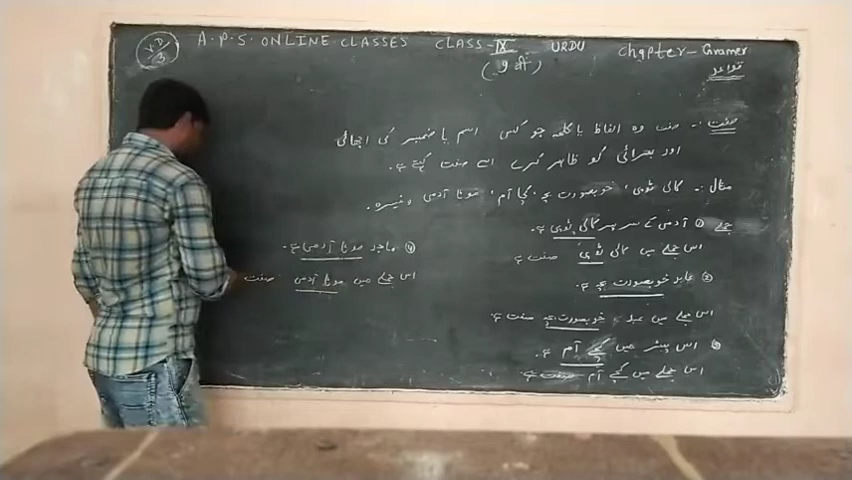 V.D/3
A.P.S. ONLINE CLASSES CLASS-IX URDU Chapter-Gramer
(9वीं) قواعد
صفت :- صفت وہ الفاظ یا کلمہ جو کسی اسم یا ضمیر کی اچھائی
اور برائی کو ظاہر کرے اسے صفت کہتے ہے۔
مثال :- کالی ٹوپی، خوبصورت بچہ، کچا آم، موٹا آدمی وغیرہ۔
جملے ① آدمی کے سر پر کالی ٹوپی ہے۔
اس جملے میں کالی ٹوپی صفت ہے
② عابد خوبصورت بچہ ہے۔
اس جملے میں خوبصورت بچہ صفت ہے
③ اس پیڑ میں کچے آم ہے۔
اس جملے میں کچے آم صفت ہے
④ ماجد موٹا آدمی ہے۔
اس جملے میں موٹا آدمی صفت